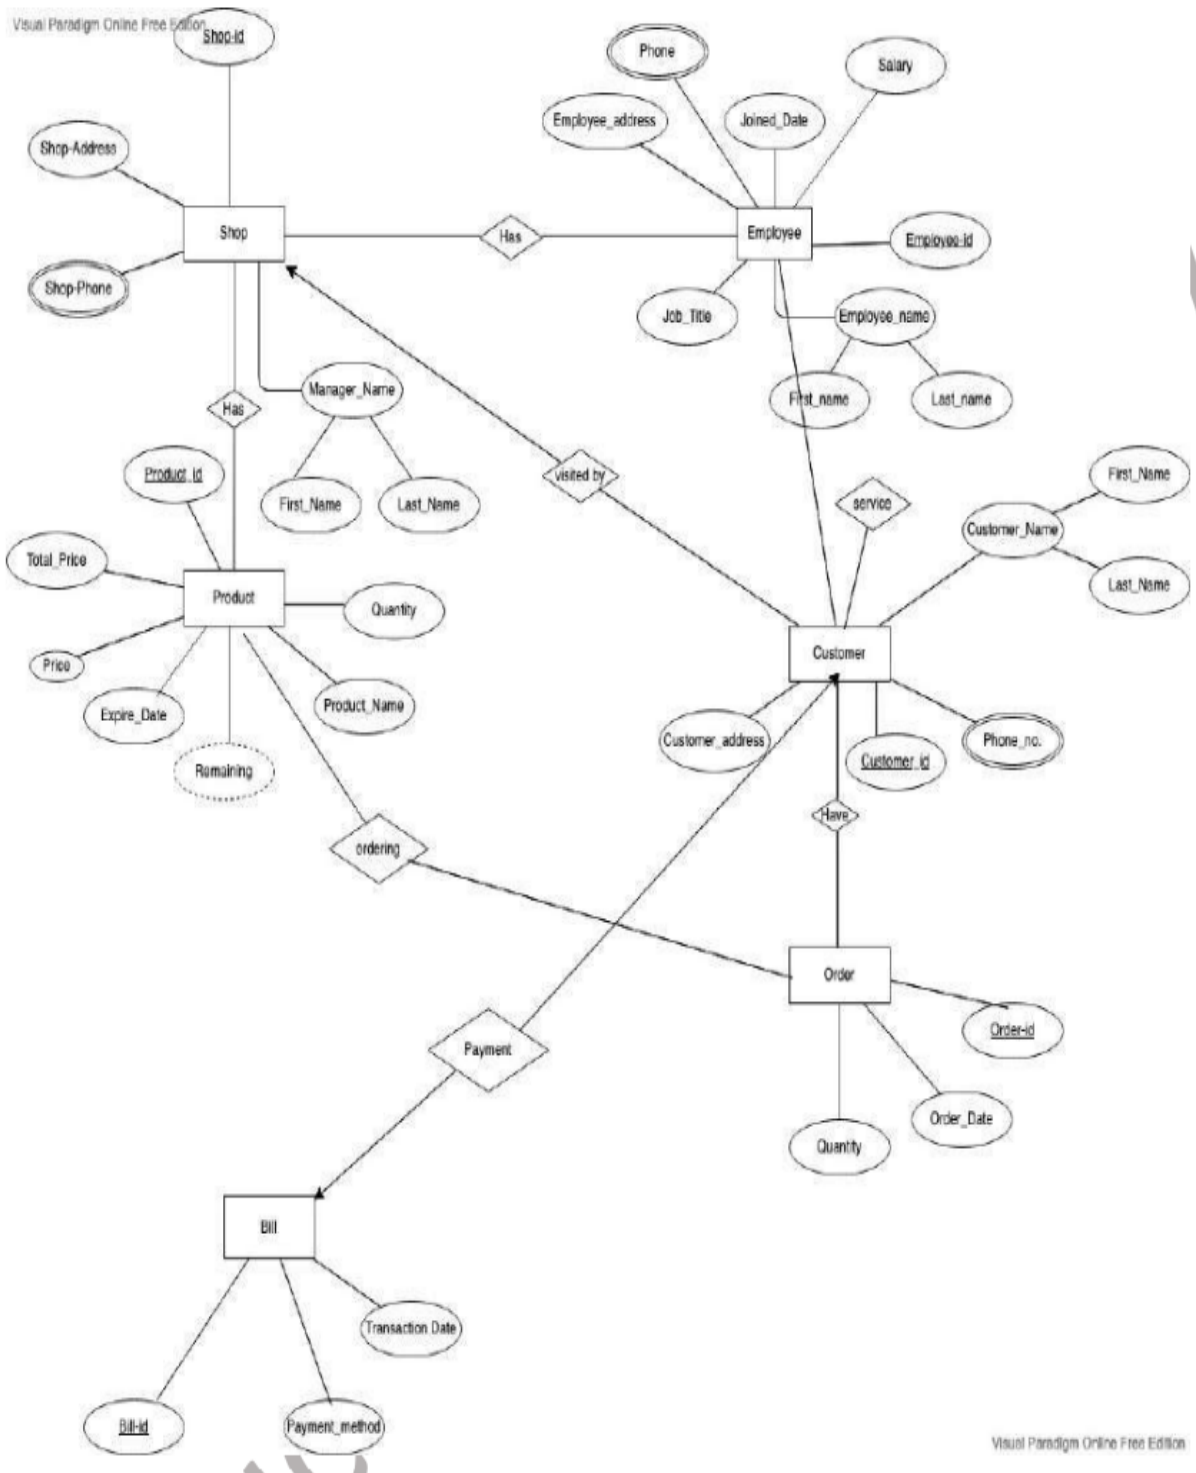 Visual Paradigm Online Free Edition
Shop-id
Phone
Salary
Employee_address
Joined_Date
Shop-Address
Shop
Has
Employee
Employee-id
Shop-Phone
Job_Title
Employee_name
Manager_Name
First_name
Last_name
Has
Product_id
First_Name
Last_Name
visited by
service
First_Name
Customer_Name
Last_Name
Total_Price
Product
Quantity
Customer
Price
Expire_Date
Product_Name
Customer_address
Customer_id
Phone_no.
Remaining
ordering
Have
Order
Order-id
Payment
Order_Date
Quantity
Bill
Transaction Date
Bill-id
Payment_method
Visual Paradigm Online Free Edition